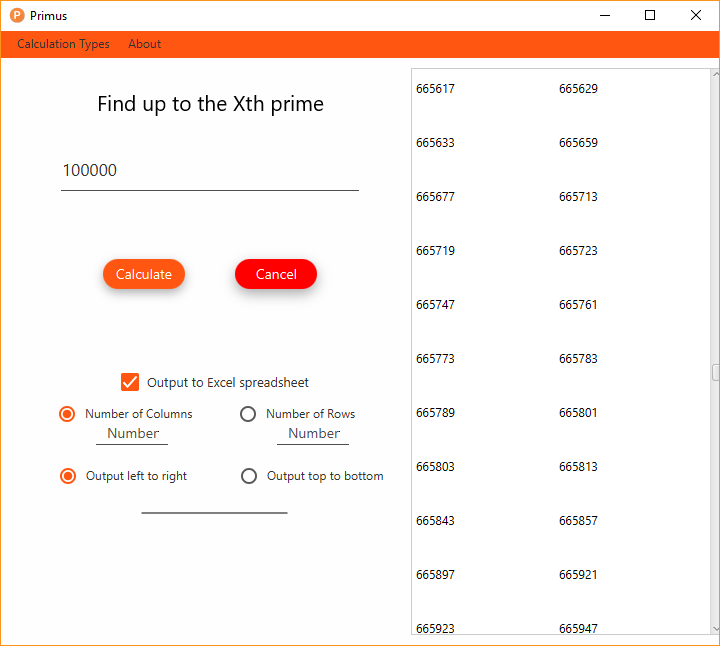 P Primus
Calculation Types About
Find up to the Xth prime
100000
Calculate Cancel
Output to Excel spreadsheet
Number of Columns Number of Rows
Number Number
Output left to right Output top to bottom
665617 665629
665633 665659
665677 665713
665719 665723
665747 665761
665773 665783
665789 665801
665803 665813
665843 665857
665897 665921
665923 665947